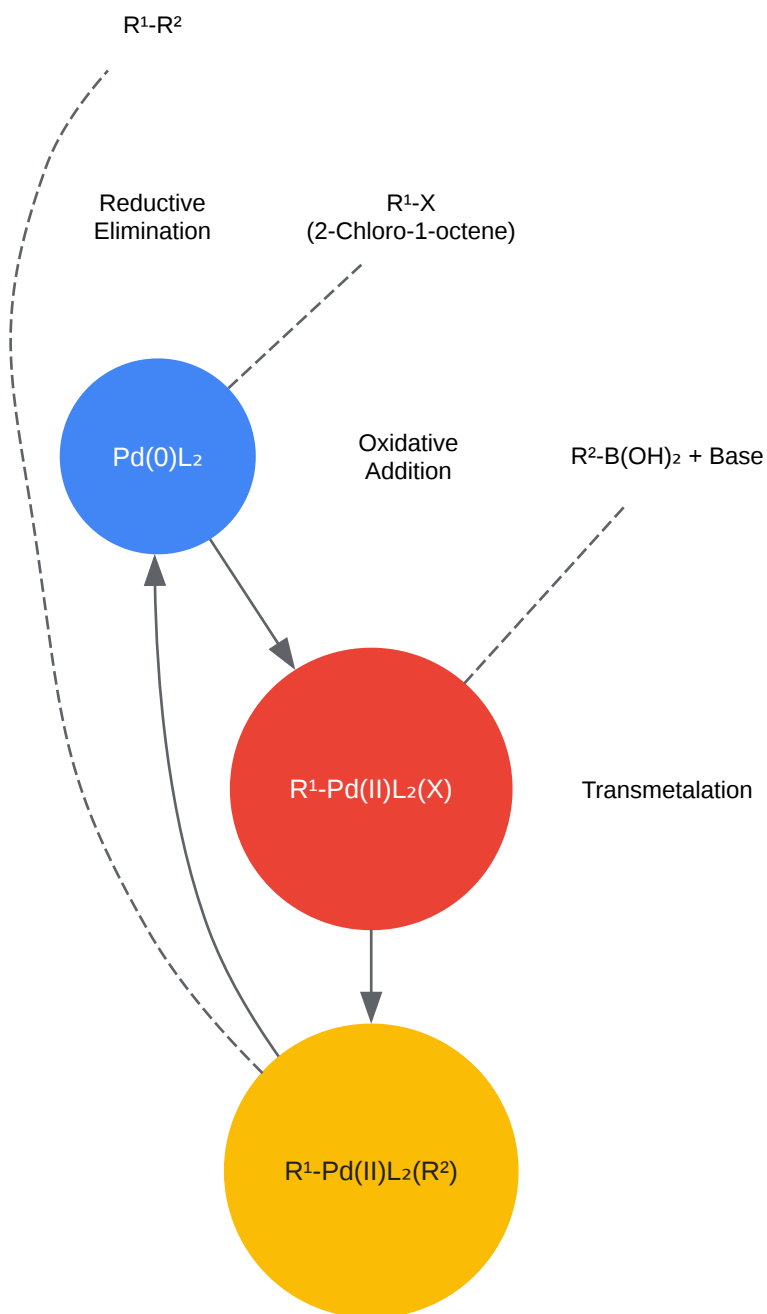 R¹-R²
Reductive
Elimination
R¹-X
(2-Chloro-1-octene)
Pd(0)L₂
Oxidative
Addition
R²-B(OH)₂ + Base
R¹-Pd(II)L₂(X)
Transmetalation
R¹-Pd(II)L₂(R²)